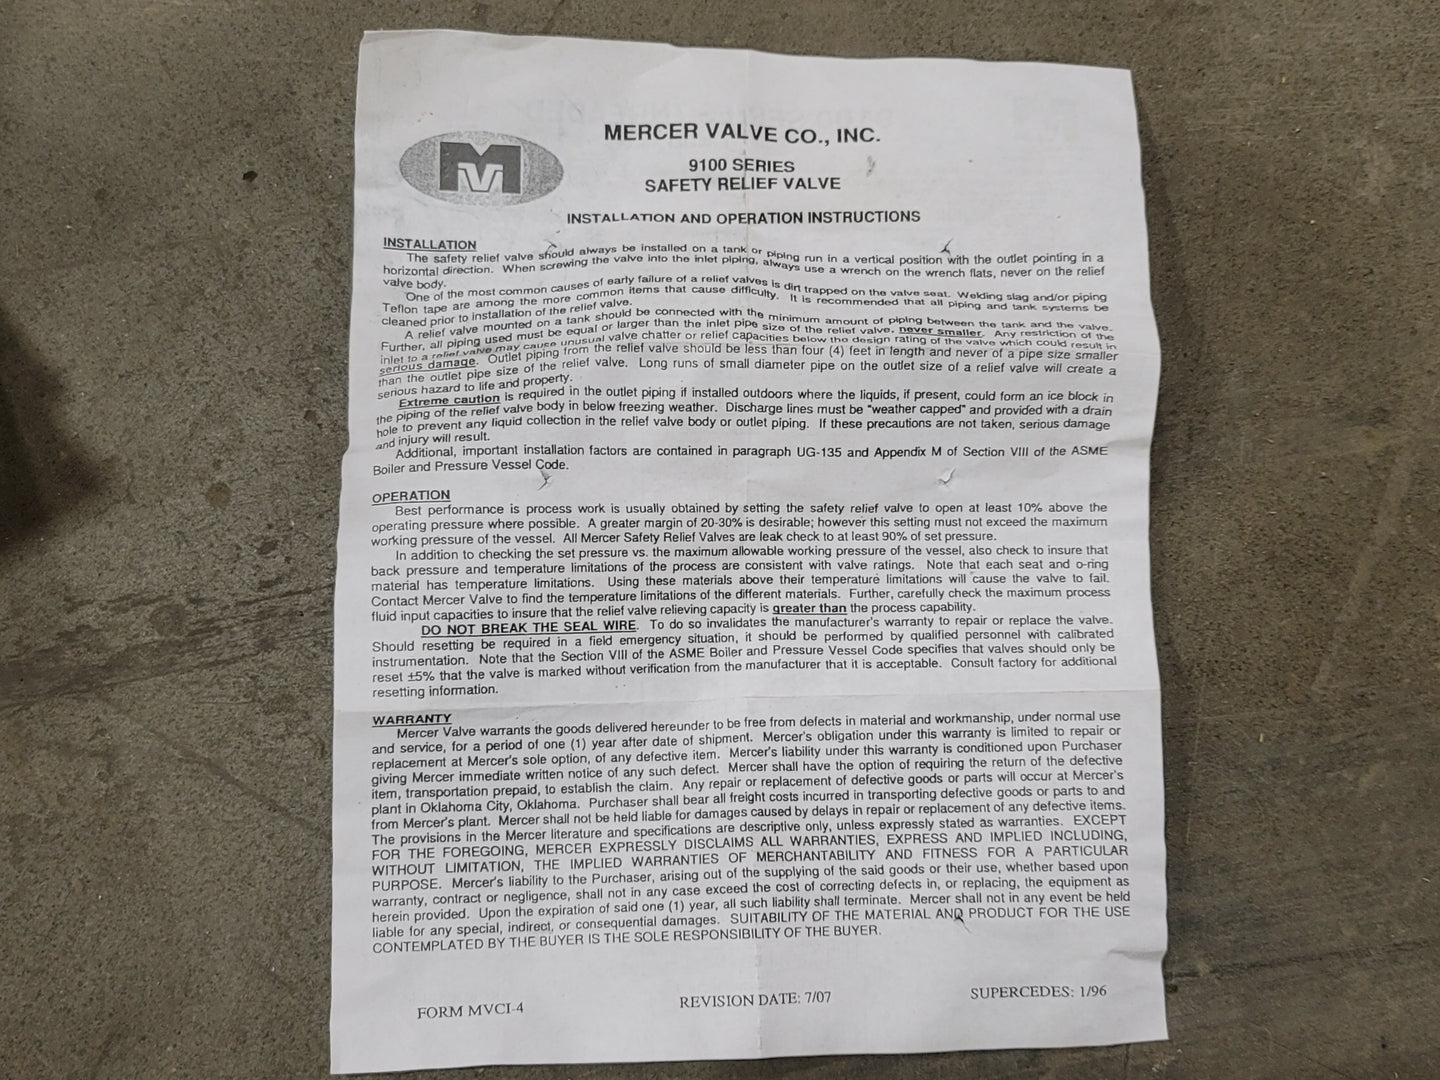 MV
MERCER VALVE CO., INC.
9100 SERIES
SAFETY RELIEF VALVE
INSTALLATION AND OPERATION INSTRUCTIONS
INSTALLATION
The safety relief valve should always be installed on a tank or piping run in a vertical position with the outlet pointing in a
horizontal direction. When screwing the valve into the inlet piping, always use a wrench on the wrench flats, never on the relief
valve body.
One of the most common causes of early failure of a relief valves is dirt trapped on the valve seat. Welding slag and/or piping
Teflon tape are among the more common items that cause difficulty. It is recommended that all piping and tank systems be
cleaned prior to installation of the relief valve.
A relief valve mounted on a tank should be connected with the minimum amount of piping between the tank and the valve.
Further, all piping used must be equal or larger than the inlet pipe size of the relief valve, never smaller. Any restriction of the
inlet to a relief valve may cause unusual valve chatter or relief capacities below the design rating of the valve which could result in
serious damage. Outlet piping from the relief valve should be less than four (4) feet in length and never of a pipe size smaller
than the outlet pipe size of the relief valve. Long runs of small diameter pipe on the outlet size of a relief valve will create a
serious hazard to life and property.
Extreme caution is required in the outlet piping if installed outdoors where the liquids, if present, could form an ice block in
the piping of the relief valve body in below freezing weather. Discharge lines must be "weather capped" and provided with a drain
hole to prevent any liquid collection in the relief valve body or outlet piping. If these precautions are not taken, serious damage
and injury will result.
Additional, important installation factors are contained in paragraph UG-135 and Appendix M of Section VIII of the ASME
Boiler and Pressure Vessel Code.
OPERATION
Best performance is process work is usually obtained by setting the safety relief valve to open at least 10% above the
operating pressure where possible. A greater margin of 20-30% is desirable; however this setting must not exceed the maximum
working pressure of the vessel. All Mercer Safety Relief Valves are leak check to at least 90% of set pressure.
In addition to checking the set pressure vs. the maximum allowable working pressure of the vessel, also check to insure that
back pressure and temperature limitations of the process are consistent with valve ratings. Note that each seat and o-ring
material has temperature limitations. Using these materials above their temperature limitations will cause the valve to fail.
Contact Mercer Valve to find the temperature limitations of the different materials. Further, carefully check the maximum process
fluid input capacities to insure that the relief valve relieving capacity is greater than the process capability.
DO NOT BREAK THE SEAL WIRE. To do so invalidates the manufacturer's warranty to repair or replace the valve.
Should resetting be required in a field emergency situation, it should be performed by qualified personnel with calibrated
instrumentation. Note that the Section VIII of the ASME Boiler and Pressure Vessel Code specifies that valves should only be
reset ±5% that the valve is marked without verification from the manufacturer that it is acceptable. Consult factory for additional
resetting information.
WARRANTY
Mercer Valve warrants the goods delivered hereunder to be free from defects in material and workmanship, under normal use
and service, for a period of one (1) year after date of shipment. Mercer's obligation under this warranty is limited to repair or
replacement at Mercer's sole option, of any defective item. Mercer's liability under this warranty is conditioned upon Purchaser
giving Mercer immediate written notice of any such defect. Mercer shall have the option of requiring the return of the defective
item, transportation prepaid, to establish the claim. Any repair or replacement of defective goods or parts will occur at Mercer's
plant in Oklahoma City, Oklahoma. Purchaser shall bear all freight costs incurred in transporting defective goods or parts to and
from Mercer's plant. Mercer shall not be held liable for damages caused by delays in repair or replacement of any defective items.
The provisions in the Mercer literature and specifications are descriptive only, unless expressly stated as warranties. EXCEPT
FOR THE FOREGOING, MERCER EXPRESSLY DISCLAIMS ALL WARRANTIES, EXPRESS AND IMPLIED INCLUDING,
WITHOUT LIMITATION, THE IMPLIED WARRANTIES OF MERCHANTABILITY AND FITNESS FOR A PARTICULAR
PURPOSE. Mercer's liability to the Purchaser, arising out of the supplying of the said goods or their use, whether based upon
warranty, contract or negligence, shall not in any case exceed the cost of correcting defects in, or replacing, the equipment as
herein provided. Upon the expiration of said one (1) year, all such liability shall terminate. Mercer shall not in any event be held
liable for any special, indirect, or consequential damages. SUITABILITY OF THE MATERIAL AND PRODUCT FOR THE USE
CONTEMPLATED BY THE BUYER IS THE SOLE RESPONSIBILITY OF THE BUYER.
FORM MVCI-4
REVISION DATE: 7/07
SUPERCEDES: 1/96